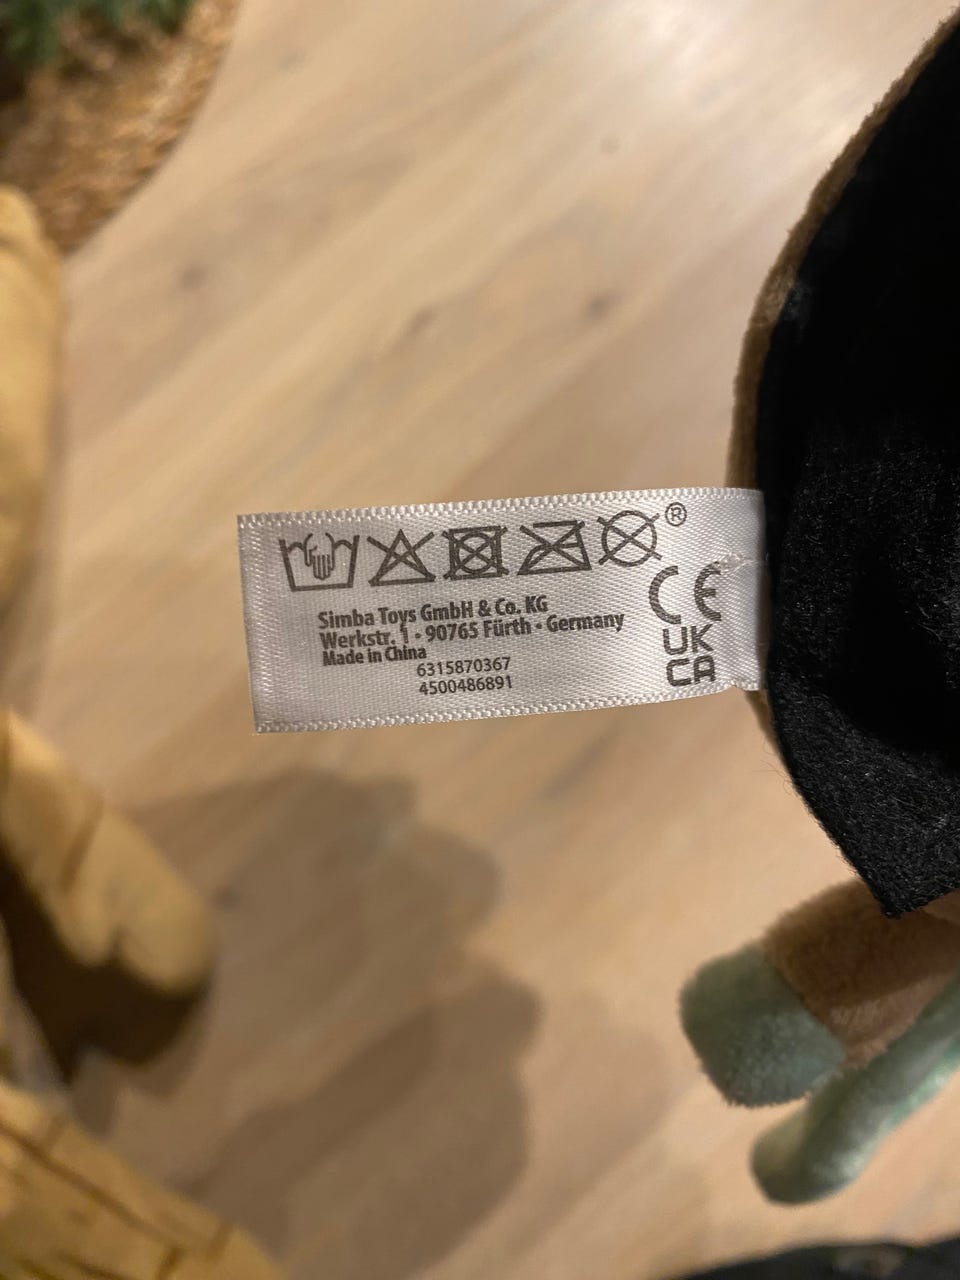 ®
CE
Simba Toys GmbH & Co. KG
Werkstr. 1 · 90765 Fürth · Germany
Made in China
6315870367
4500486891
UK
CA